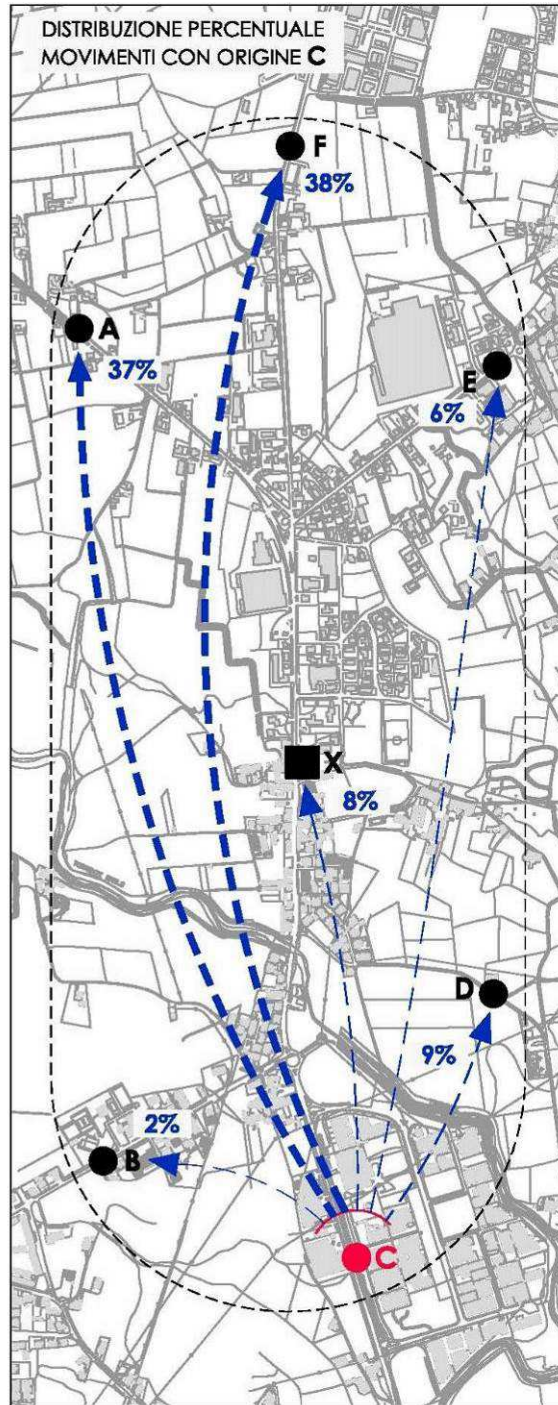 DISTRIBUZIONE PERCENTUALE
MOVIMENTI CON ORIGINE C
F
38%
A
37%
E
6%
X
8%
D
9%
2%
B
C